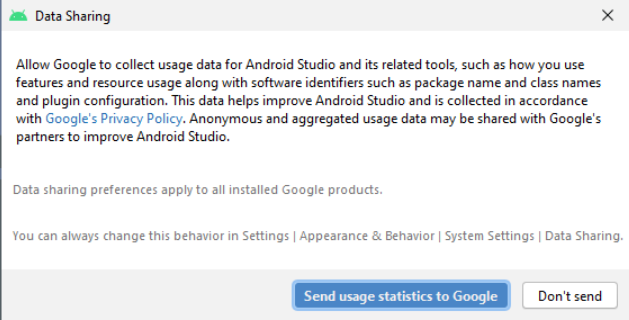 Data Sharing
Allow Google to collect usage data for Android Studio and its related tools, such as how you use
features and resource usage along with software identifiers such as package name and class names
and plugin configuration. This data helps improve Android Studio and is collected in accordance
with Google's Privacy Policy. Anonymous and aggregated usage data may be shared with Google's
partners to improve Android Studio.
Data sharing preferences apply to all installed Google products.
You can always change this behavior in Settings | Appearance & Behavior | System Settings | Data Sharing.
Send usage statistics to Google
Don't send